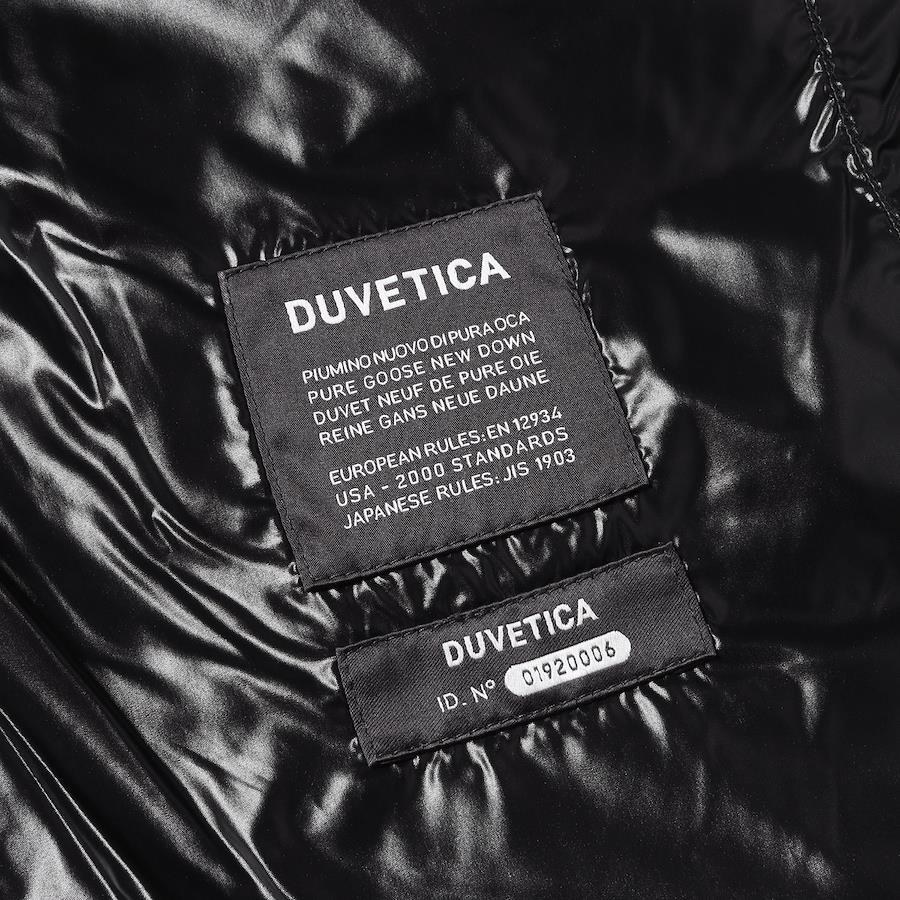 DUVETICA
PIUMINO NUOVO DI PURA OCA
PURE GOOSE NEW DOWN
DUVET NEUF DE PURE OIE
REINE GANS NEUE DAUNE
EUROPEAN RULES: EN 12934
USA - 2000 STANDARDS
JAPANESE RULES: JIS 1903
DUVETICA
ID. N° 01920006